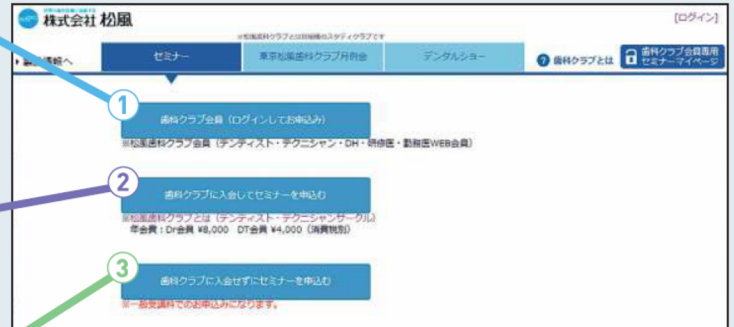 株式会社 松風
[ログイン]
※松風歯科クラブとは日本最大のスタディクラブです
セミナー
東京松風歯科クラブ月例会
デンタルショー
? 歯科クラブとは
歯科クラブ会員専用
セミナーマイページ
1
歯科クラブ会員(ログインしてお申込み)
※松風歯科クラブ会員(デンティスト・テクニシャン・DH・研修医・勤務医WEB会員)
2
歯科クラブに入会してセミナーを申込む
※松風歯科クラブとは(デンティスト・テクニシャンサークル)
年会費:Dr会員 ¥8,000 DT会員 ¥4,000(消費税別)
3
歯科クラブに入会せずにセミナーを申込む
※一般受講料でのお申込みになります。